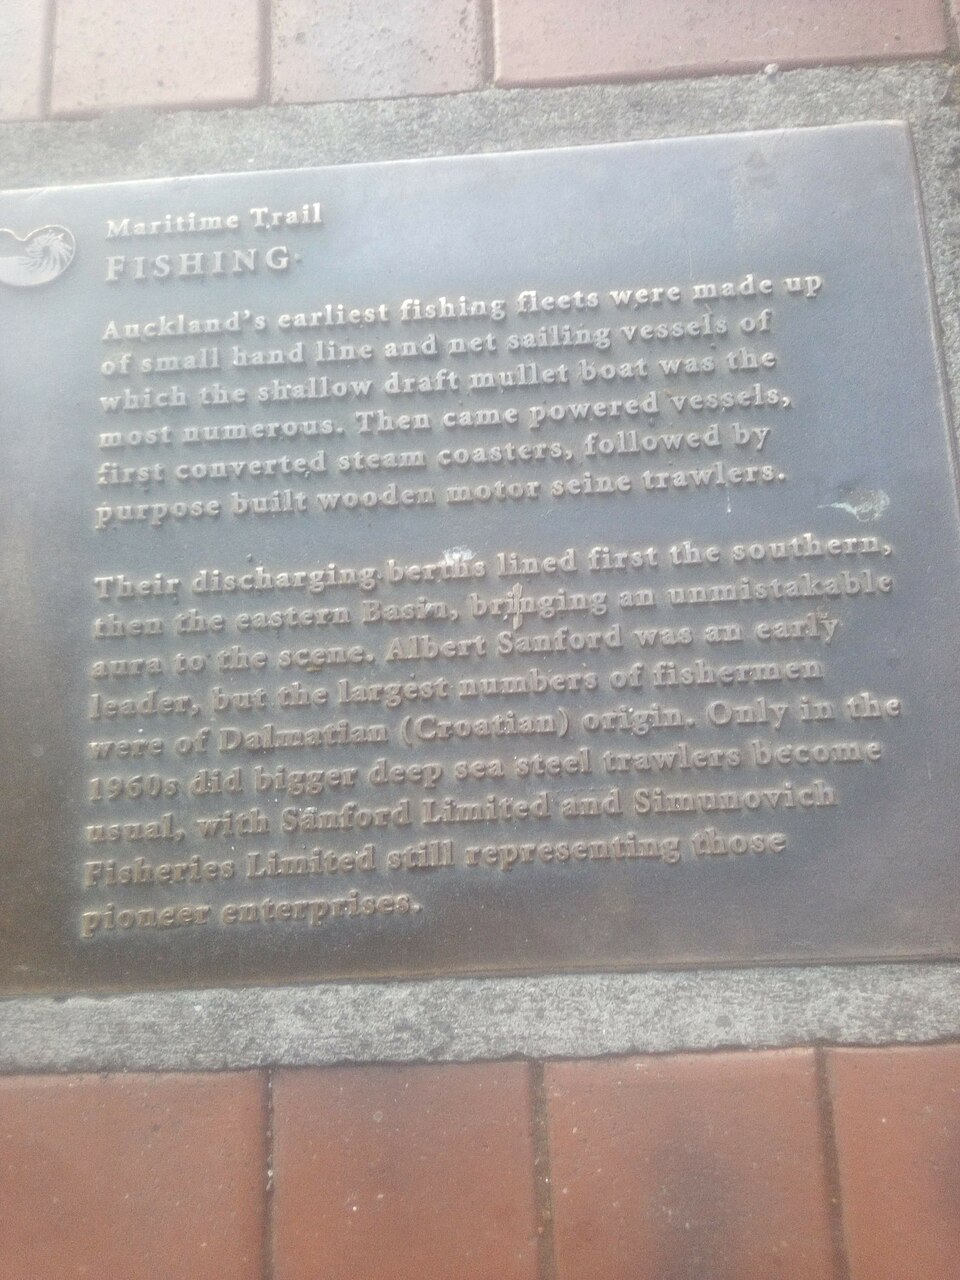 Maritime Trail
FISHING
Auckland's earliest fishing fleets were made up
of small hand line and net sailing vessels of
which the shallow draft mullet boat was the
most numerous. Then came powered vessels,
first converted steam coasters, followed by
purpose built wooden motor seine trawlers.
Their discharging berths lined first the southern,
then the eastern Basin, bringing an unmistakable
aura to the scene. Albert Sanford was an early
leader, but the largest numbers of fishermen
were of Dalmatian (Croatian) origin. Only in the
1960s did bigger deep sea steel trawlers become
usual, with Sanford Limited and Simunovich
Fisheries Limited still representing those
pioneer enterprises.